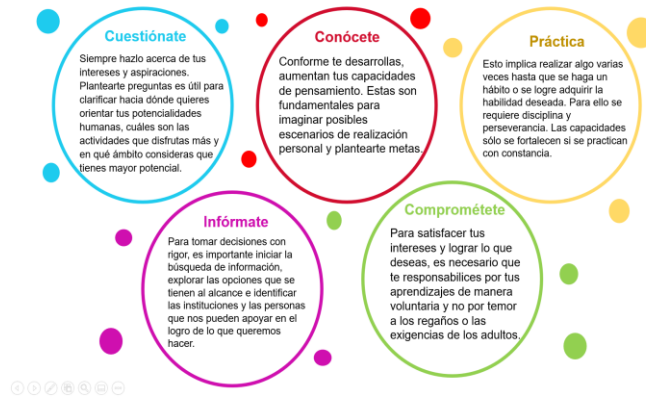 Cuestiónate
Siempre hazlo acerca de tus
intereses y aspiraciones.
Plantearte preguntas es útil para
clarificar hacia dónde quieres
orientar tus potencialidades
humanas, cuáles son las
actividades que disfrutas más y
en qué ámbito consideras que
tienes mayor potencial.
Conócete
Conforme te desarrollas,
aumentan tus capacidades
de pensamiento. Estas son
fundamentales para
imaginar posibles
escenarios de realización
personal y plantearte metas.
Práctica
Esto implica realizar algo varias
veces hasta que se haga un
hábito o se logre adquirir la
habilidad deseada. Para ello se
requiere disciplina y
perseverancia. Las capacidades
sólo se fortalecen si se practican
con constancia.
Infórmate
Para tomar decisiones con
rigor, es importante iniciar la
búsqueda de información,
explorar las opciones que se
tienen al alcance e identificar
las instituciones y las personas
que nos pueden apoyar en el
logro de lo que queremos
hacer.
Comprométete
Para satisfacer tus
intereses y lograr lo que
deseas, es necesario que
te responsabilices por tus
aprendizajes de manera
voluntaria y no por temor
a los regaños o las
exigencias de los adultos.